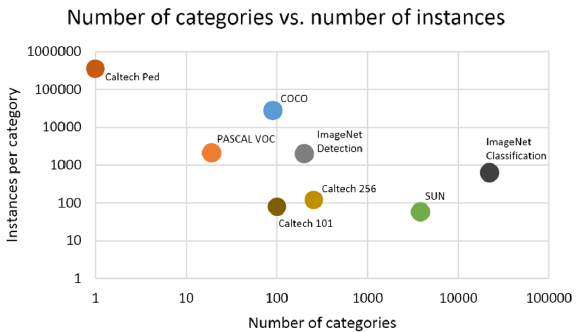 Number of categories vs. number of instances
Instances per category
1000000
100000
10000
1000
100
10
1
Caltech Ped
COCO
PASCAL VOC
ImageNet
Detection
ImageNet
Classification
Caltech 256
SUN
Caltech 101
1 10 100 1000 10000 100000
Number of categories